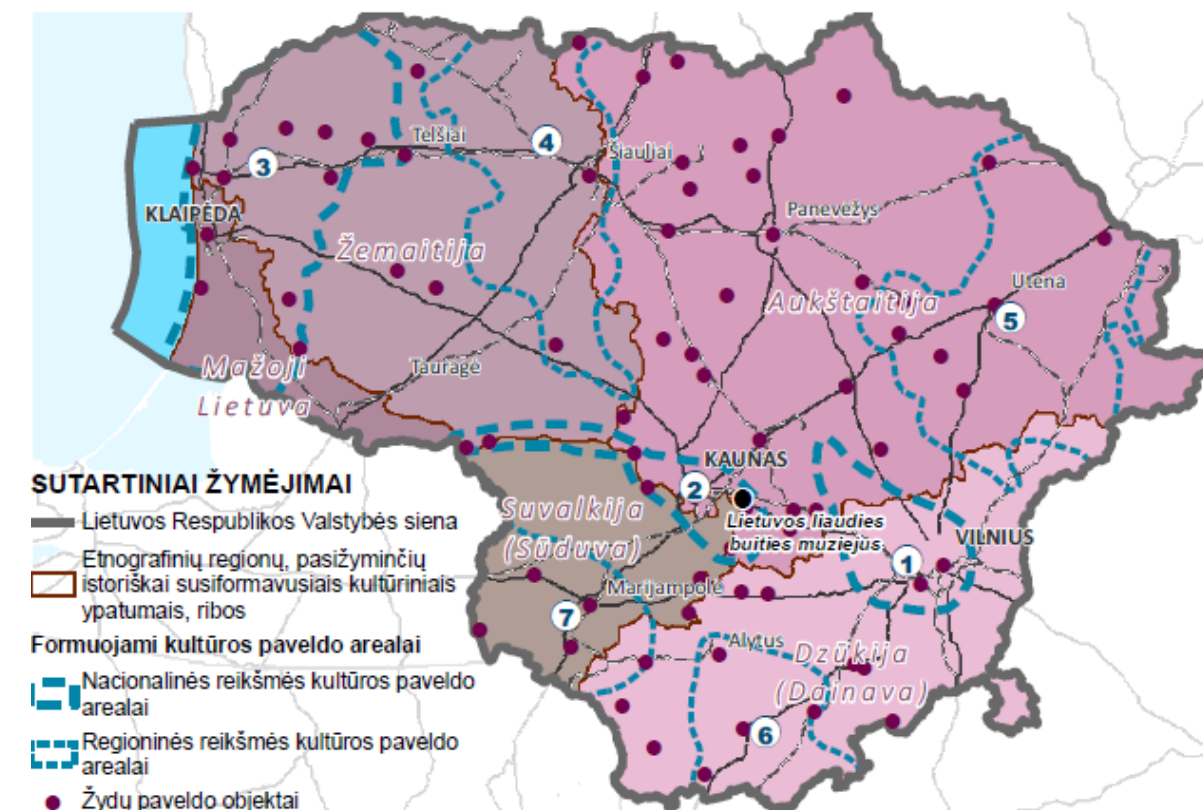 Telšiai
4
3
Šiauliai
KLAIPĖDA
Panevėžys
Žemaitija
Utena
Aukštaitija
5
Mažoji
Lietuva
Tauragė
KAUNAS
2
SUTARTINIAI ŽYMĖJIMAI
Lietuvos Respublikos Valstybės siena
Etnografinių regionų, pasižyminčių
istoriškai susiformavusiais kultūriniais
ypatumais, ribos
Formuojami kultūros paveldo arealai
Nacionalinės reikšmės kultūros paveldo
arealai
Regioninės reikšmės kultūros paveldo
arealai
Žydų paveldo objektai
Suvalkija
(Sūduva)
Lietuvos liaudies
buities muziejus
VILNIUS
1
Marijampolė
7
Alytus
Dzūkija
(Dainava)
6